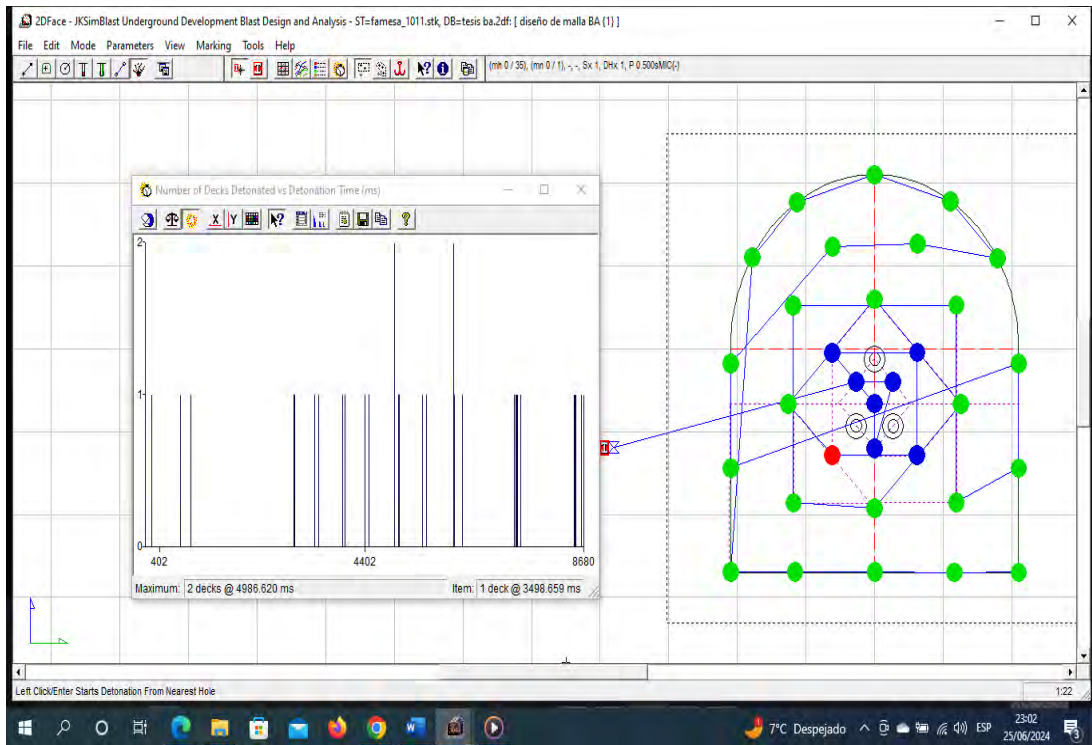 2DFace - JKSimBlast Underground Development Blast Design and Analysis - ST=famesa_1011.stk, DB=tesis ba.2df: [ diseño de malla BA {1} ]
File Edit Mode Parameters View Marking Tools Help
(mh 0 / 35), (mn 0 / 1), -, -, Sx 1, DHx 1, P 0.500sMIC(-)
Number of Decks Detonated vs Detonation Time (ms)
X Y
2
1
0
402 4402 8680
Maximum: 2 decks @ 4986.620 ms Item: 1 deck @ 3498.659 ms
Left Click/Enter Starts Detonation From Nearest Hole 1:22
7°C Despejado ESP 23:02
25/06/2024 3